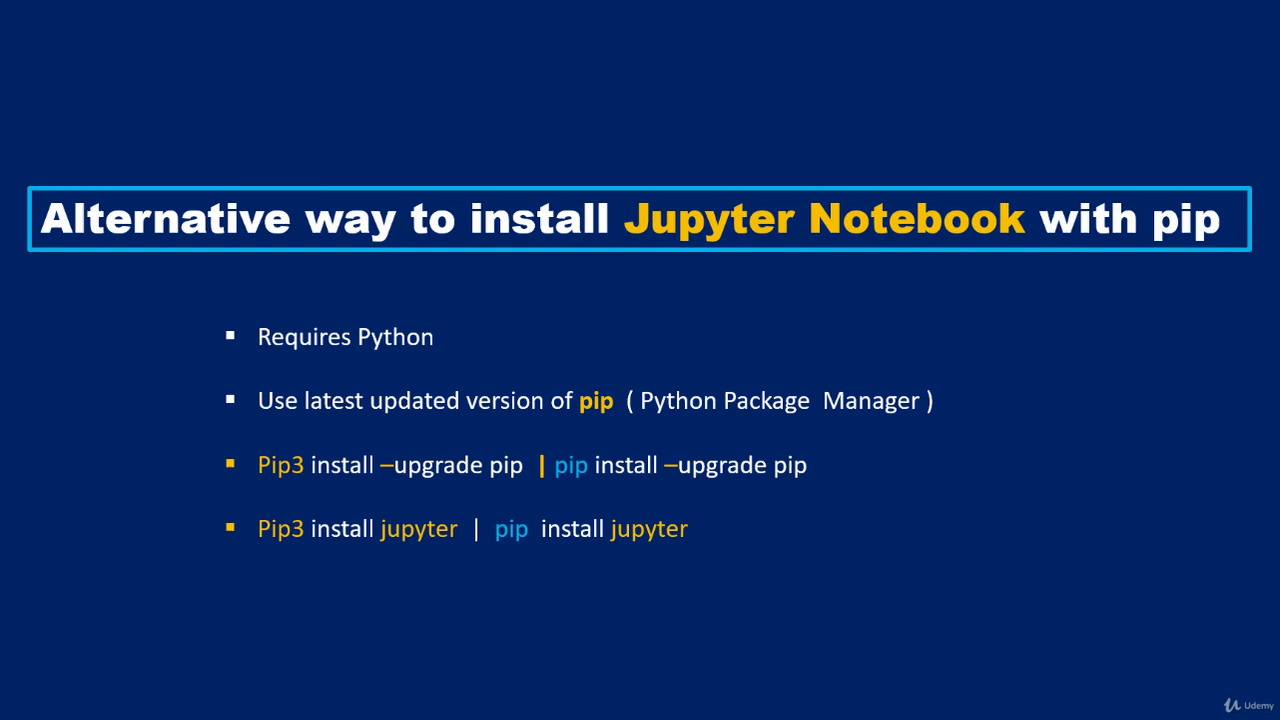 Alternative way to install Jupyter Notebook with pip
▪ Requires Python
▪ Use latest updated version of pip ( Python Package Manager )
▪ Pip3 install –upgrade pip | pip install –upgrade pip
▪ Pip3 install jupyter | pip install jupyter
Udemy